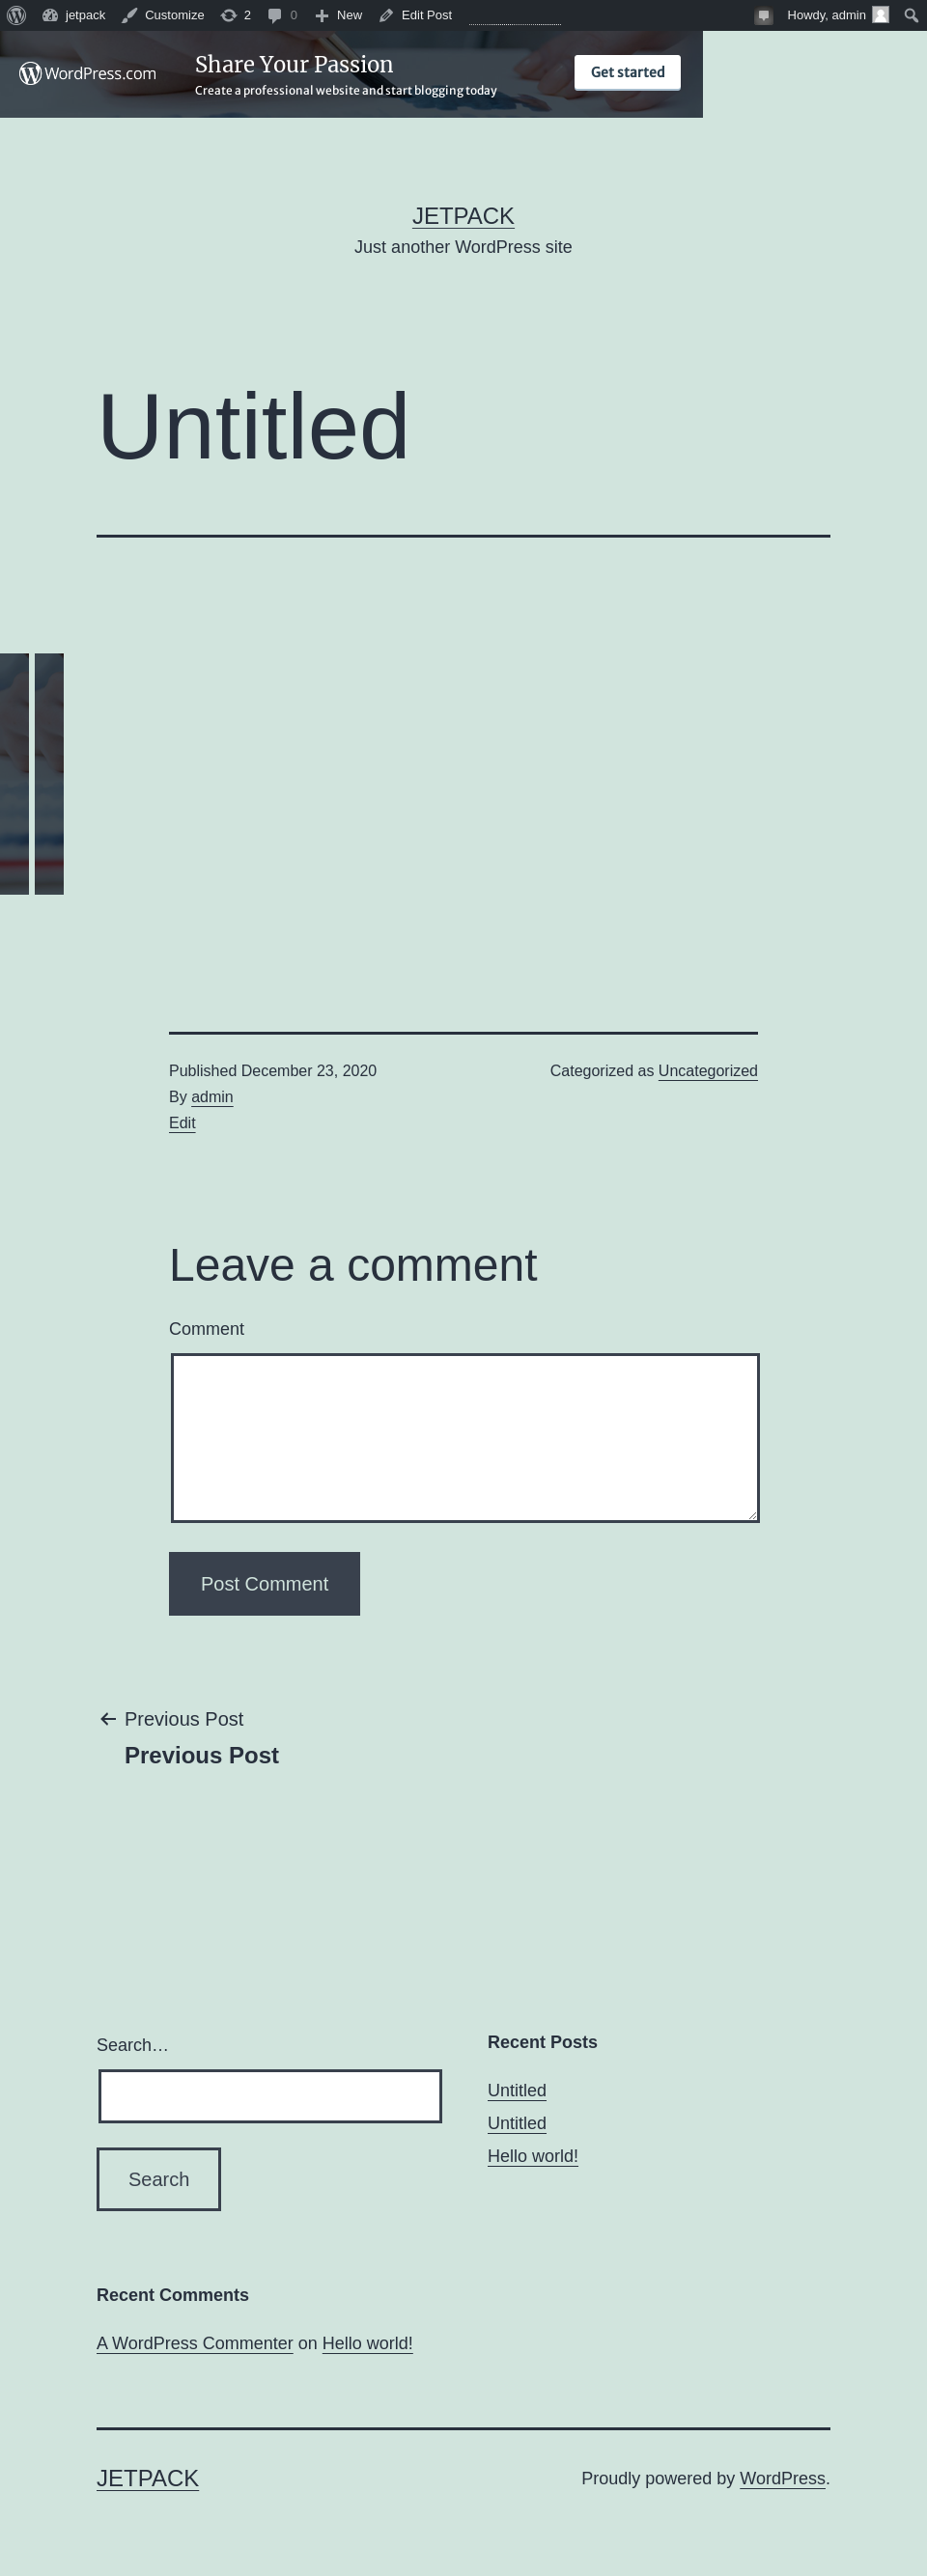 jetpack Customize 2 0 New Edit Post Howdy, admin
WordPress.com
Share Your Passion
Create a professional website and start blogging today
Get started
JETPACK
Just another WordPress site
Untitled
Published December 23, 2020
By admin
Edit
Categorized as Uncategorized
Leave a comment
Comment
Post Comment
← Previous Post
Previous Post
Search…
Search
Recent Posts
Untitled
Untitled
Hello world!
Recent Comments
A WordPress Commenter on Hello world!
JETPACK
Proudly powered by WordPress.